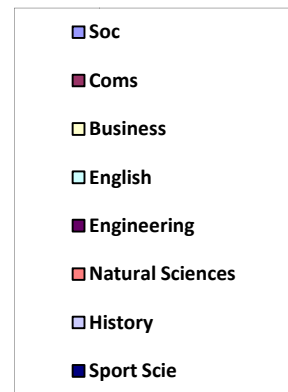 Soc
Coms
Business
English
Engineering
Natural Sciences
History
Sport Scie